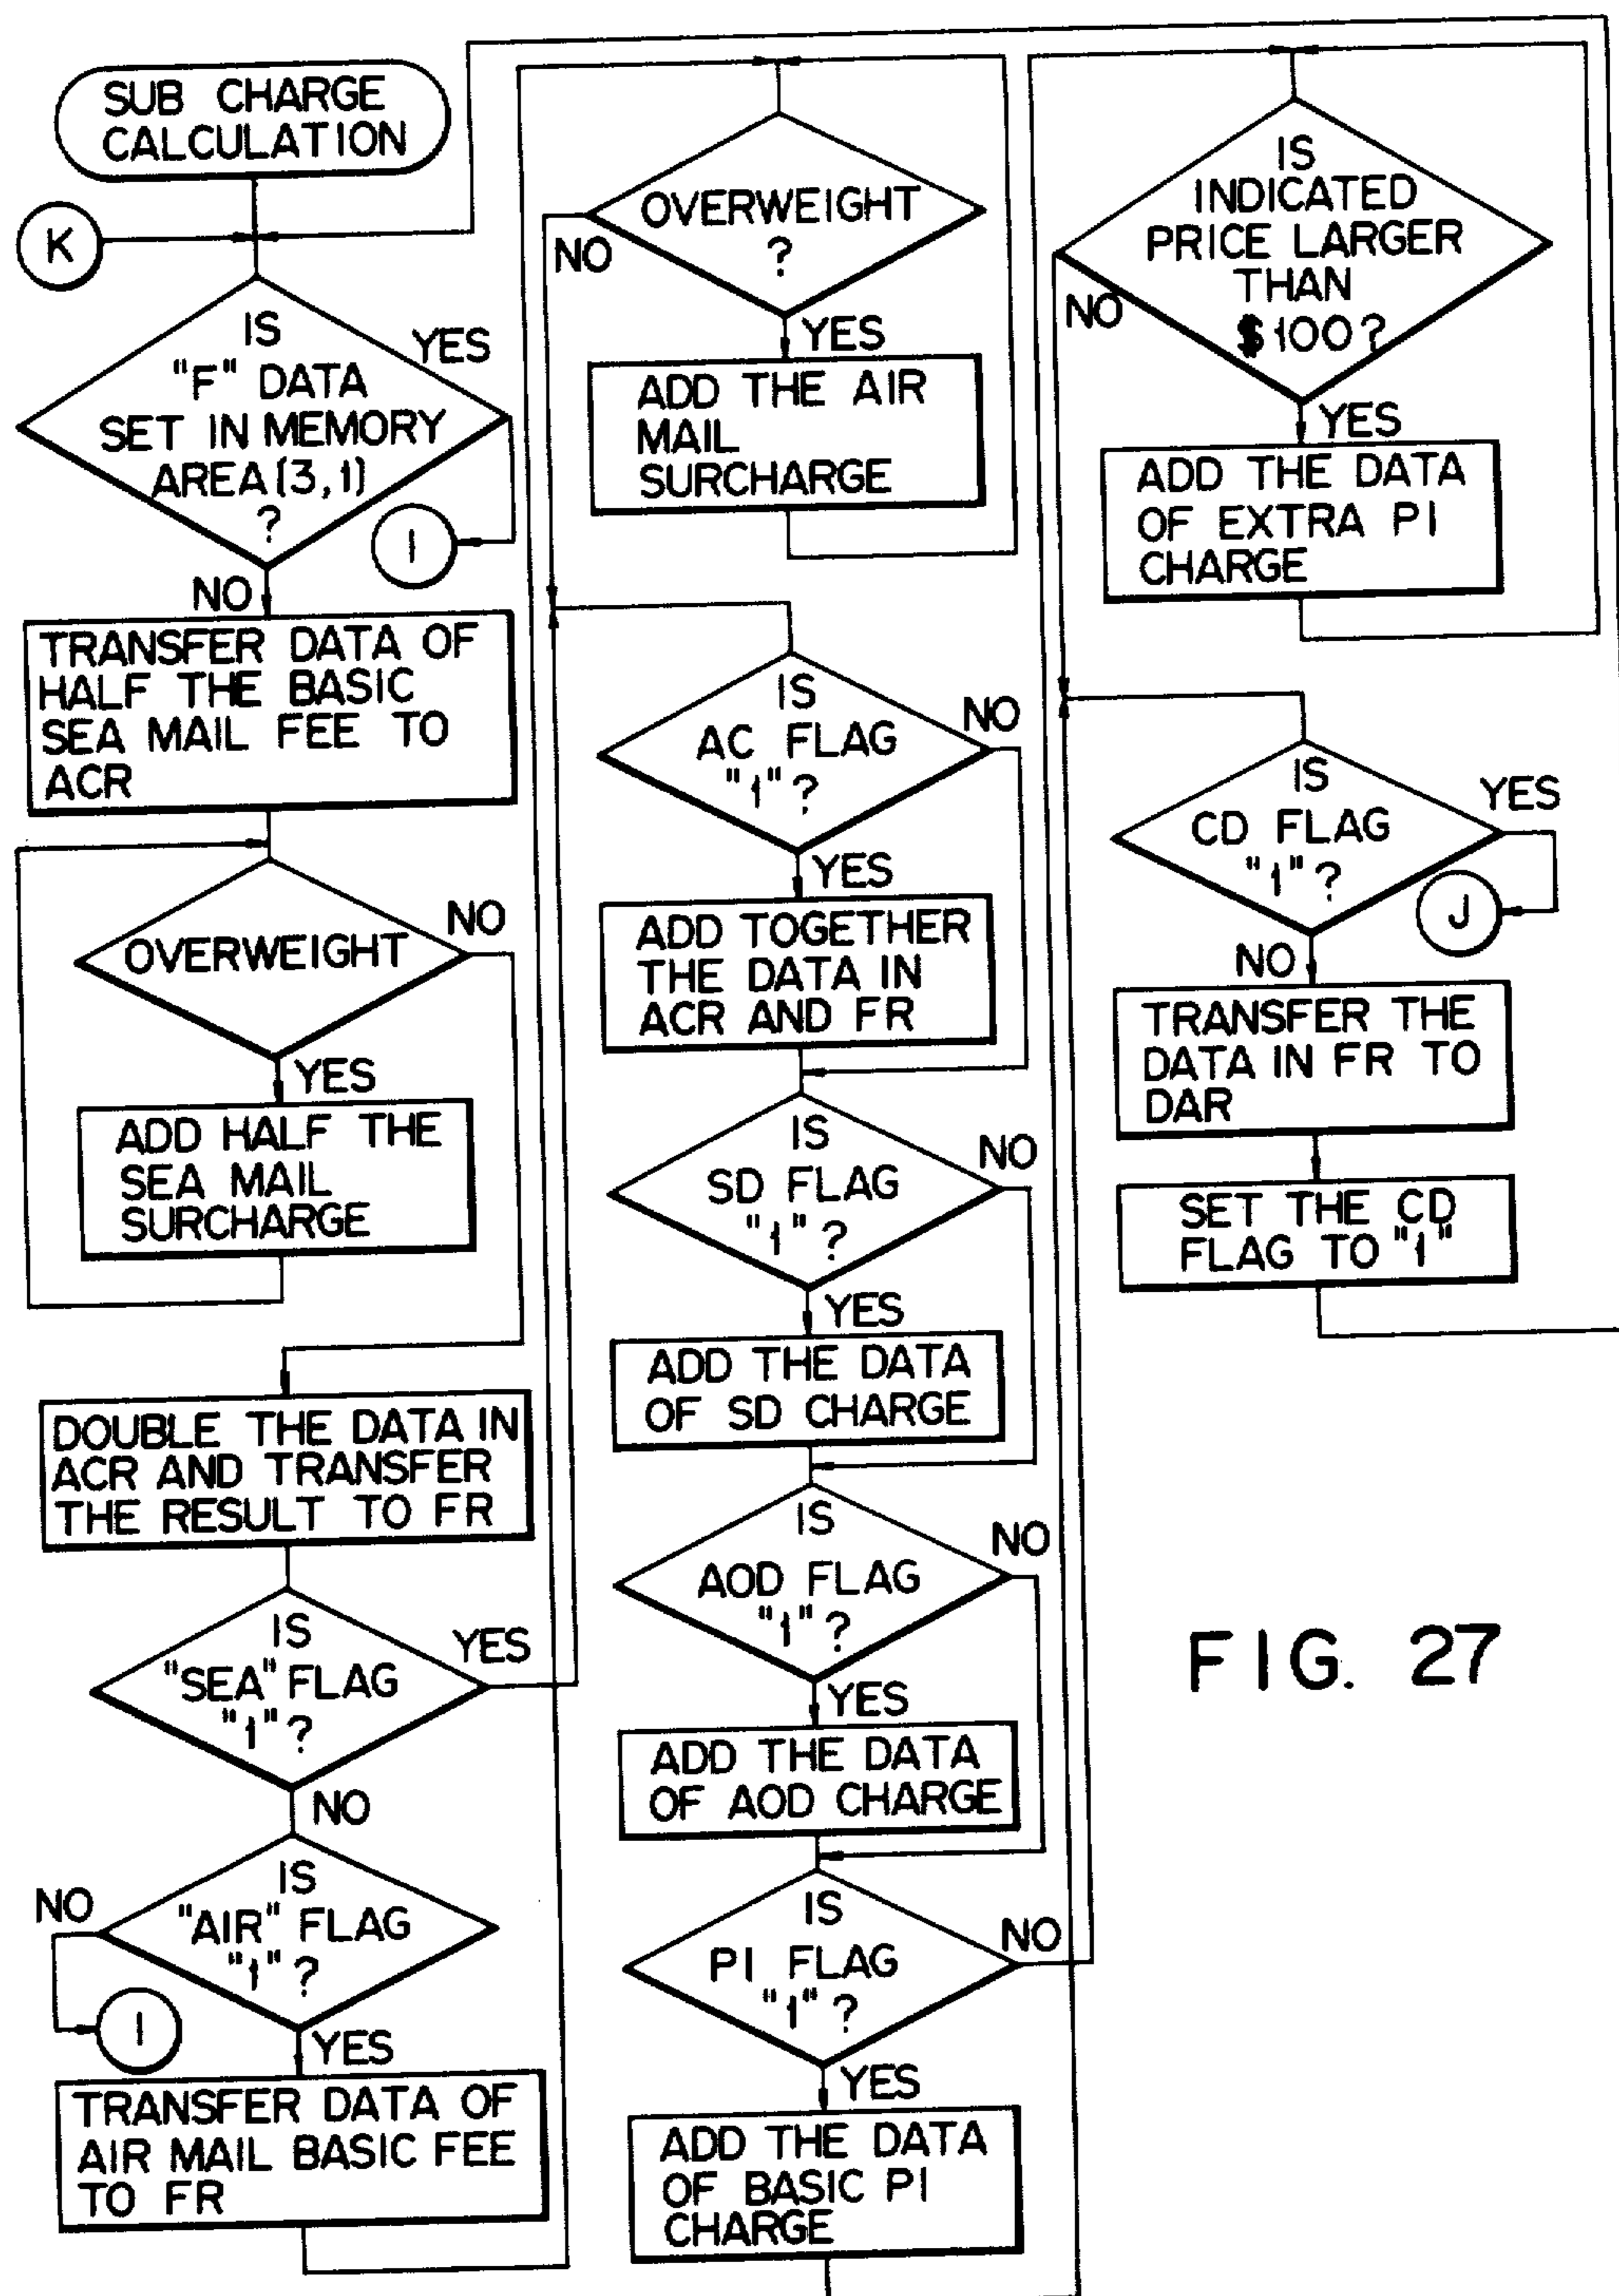 SUB CHARGE
CALCULATION
K
IS
"F" DATA
SET IN MEMORY
AREA (3,1)
?
YES
I
NO
TRANSFER DATA OF
HALF THE BASIC
SEA MAIL FEE TO
ACR
OVERWEIGHT
NO
YES
ADD HALF THE
SEA MAIL
SURCHARGE
DOUBLE THE DATA IN
ACR AND TRANSFER
THE RESULT TO FR
IS
"SEA" FLAG
"1" ?
YES
NO
IS
"AIR" FLAG
"1" ?
NO
I
YES
TRANSFER DATA OF
AIR MAIL BASIC FEE
TO FR
OVERWEIGHT
?
NO
YES
ADD THE AIR
MAIL
SURCHARGE
IS
AC FLAG
"1" ?
NO
YES
ADD TOGETHER
THE DATA IN
ACR AND FR
IS
SD FLAG
"1" ?
NO
YES
ADD THE DATA
OF SD CHARGE
IS
AOD FLAG
"1" ?
NO
YES
ADD THE DATA
OF AOD CHARGE
IS
PI FLAG
"1" ?
NO
YES
ADD THE DATA
OF BASIC PI
CHARGE
IS
INDICATED
PRICE LARGER
THAN
$100 ?
NO
YES
ADD THE DATA
OF EXTRA PI
CHARGE
IS
CD FLAG
"1" ?
YES
J
NO
TRANSFER THE
DATA IN FR TO
DAR
SET THE CD
FLAG TO "1"
FIG. 27